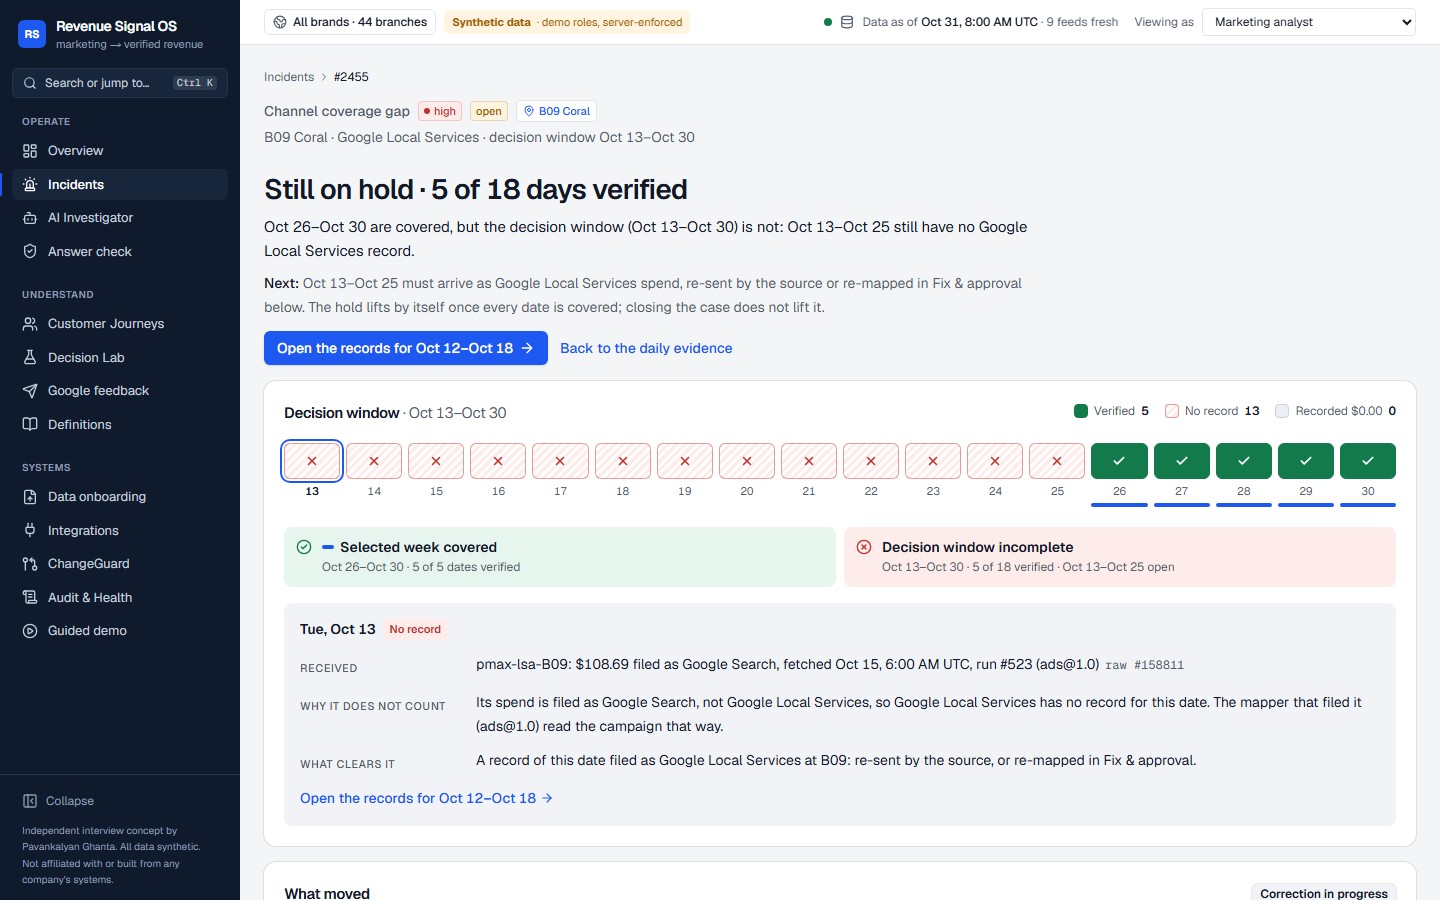 RS
Revenue Signal OS
marketing → verified revenue
Search or jump to... Ctrl K
OPERATE
Overview
Incidents
AI Investigator
Answer check
UNDERSTAND
Customer Journeys
Decision Lab
Google feedback
Definitions
SYSTEMS
Data onboarding
Integrations
ChangeGuard
Audit & Health
Guided demo
Collapse
Independent interview concept by
Pavankalyan Ghanta. All data synthetic.
Not affiliated with or built from any
company's systems.
All brands · 44 branches
Synthetic data · demo roles, server-enforced
Data as of Oct 31, 8:00 AM UTC · 9 feeds fresh
Viewing as
Marketing analyst
Incidents > #2455
Channel coverage gap high open B09 Coral
B09 Coral · Google Local Services · decision window Oct 13–Oct 30
Still on hold · 5 of 18 days verified
Oct 26–Oct 30 are covered, but the decision window (Oct 13–Oct 30) is not: Oct 13–Oct 25 still have no Google
Local Services record.
Next: Oct 13–Oct 25 must arrive as Google Local Services spend, re-sent by the source or re-mapped in Fix & approval
below. The hold lifts by itself once every date is covered; closing the case does not lift it.
Open the records for Oct 12–Oct 18 →
Back to the daily evidence
Decision window · Oct 13–Oct 30
Verified 5 No record 13 Recorded $0.00 0
13 14 15 16 17 18 19 20 21 22 23 24 25 26 27 28 29 30
Selected week covered
Oct 26–Oct 30 · 5 of 5 dates verified
Decision window incomplete
Oct 13–Oct 30 · 5 of 18 verified · Oct 13–Oct 25 open
Tue, Oct 13 No record
RECEIVED
pmax-lsa-B09: $108.69 filed as Google Search, fetched Oct 15, 6:00 AM UTC, run #523 (ads@1.0) raw #158811
WHY IT DOES NOT COUNT
Its spend is filed as Google Search, not Google Local Services, so Google Local Services has no record for this date. The mapper that filed it
(ads@1.0) read the campaign that way.
WHAT CLEARS IT
A record of this date filed as Google Local Services at B09: re-sent by the source, or re-mapped in Fix & approval.
Open the records for Oct 12–Oct 18 →
What moved
Correction in progress